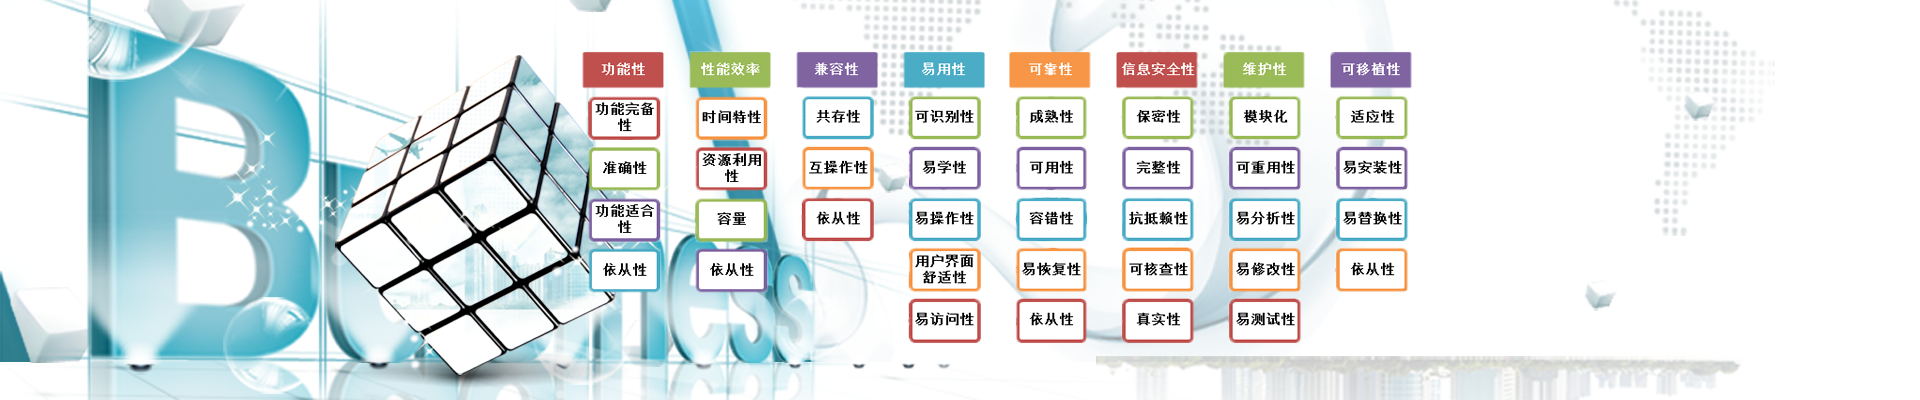 功能性
功能完备
性
准确性
功能适合
性
依从性
性能效率
时间特性
资源利用
性
容量
依从性
兼容性
共存性
互操作性
依从性
易用性
可识别性
易学性
易操作性
用户界面
舒适性
易访问性
可靠性
成熟性
可用性
容错性
易恢复性
依从性
信息安全性
保密性
完整性
抗抵赖性
可核查性
真实性
维护性
模块化
可重用性
易分析性
易修改性
易测试性
可移植性
适应性
易安装性
易替换性
依从性
Business